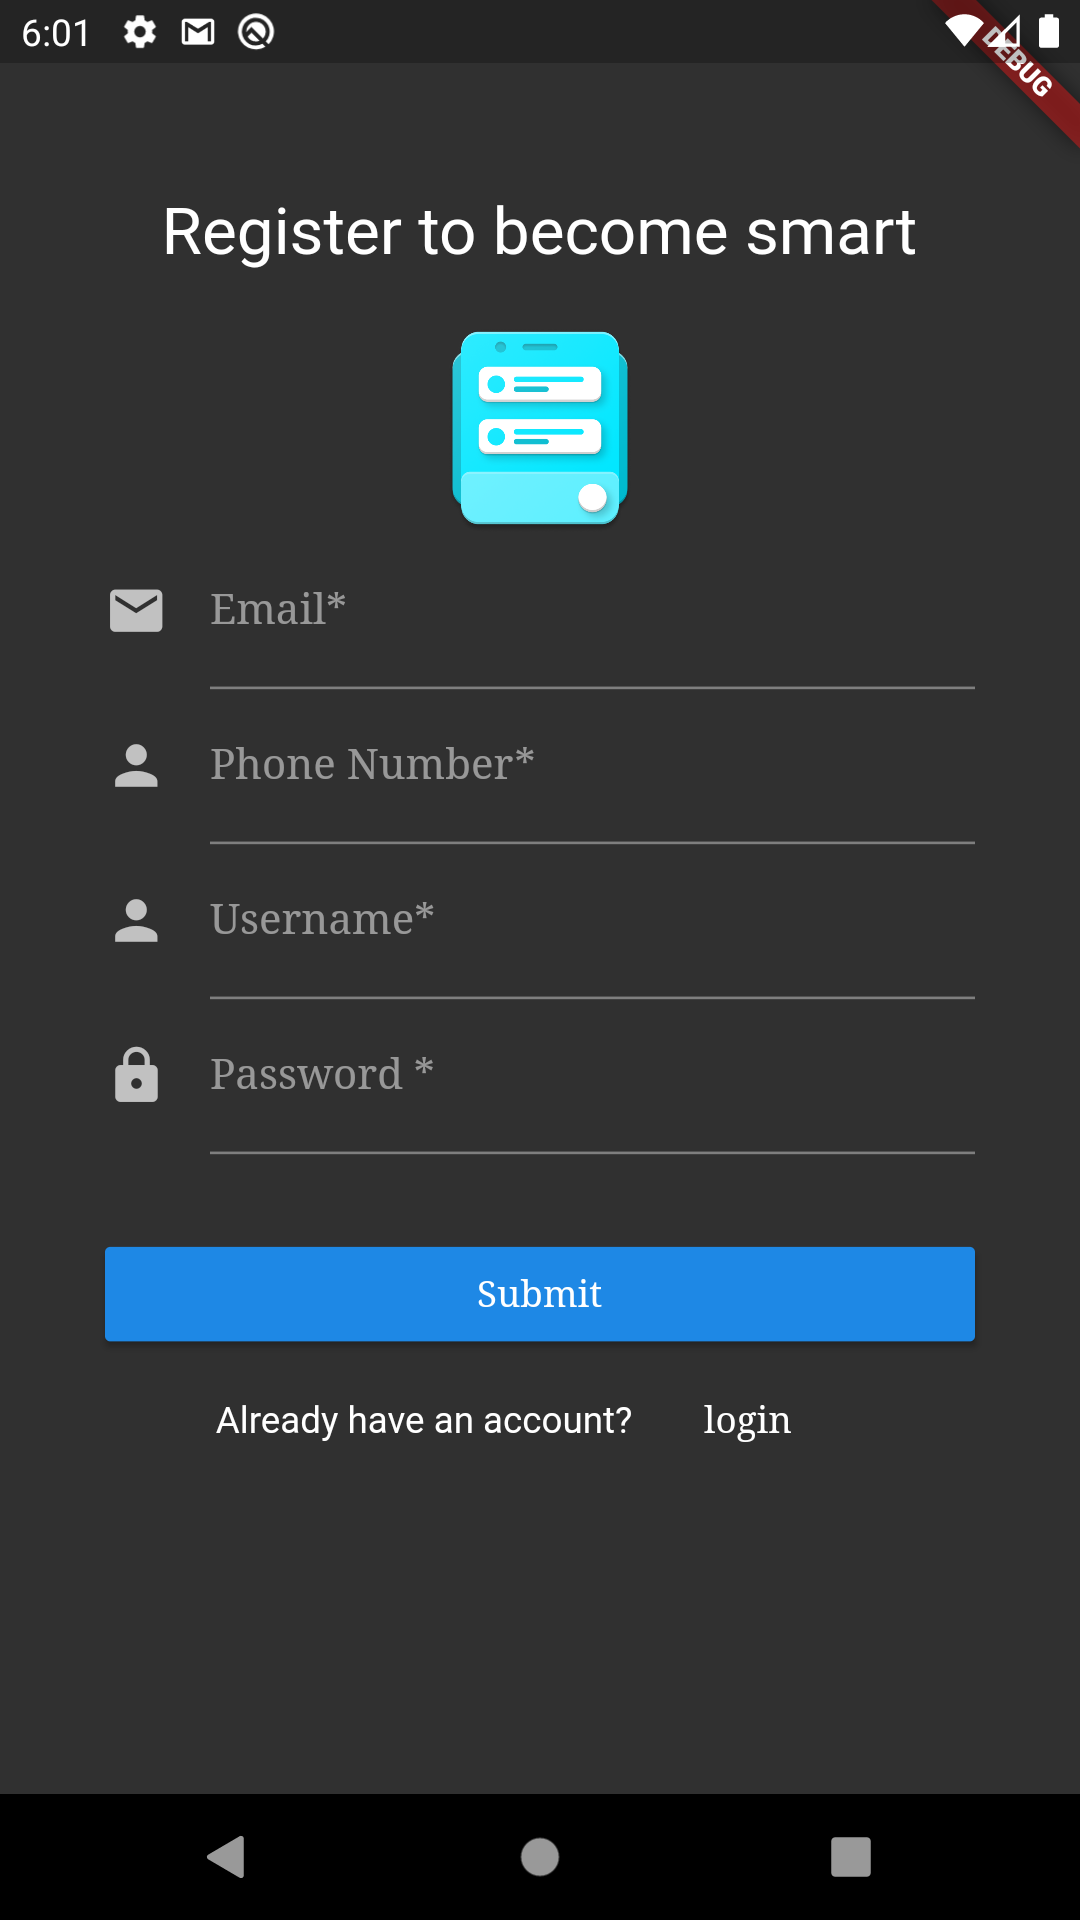 6:01
DEBUG
Register to become smart
Email*
Phone Number*
Username*
Password *
Submit
Already have an account? login